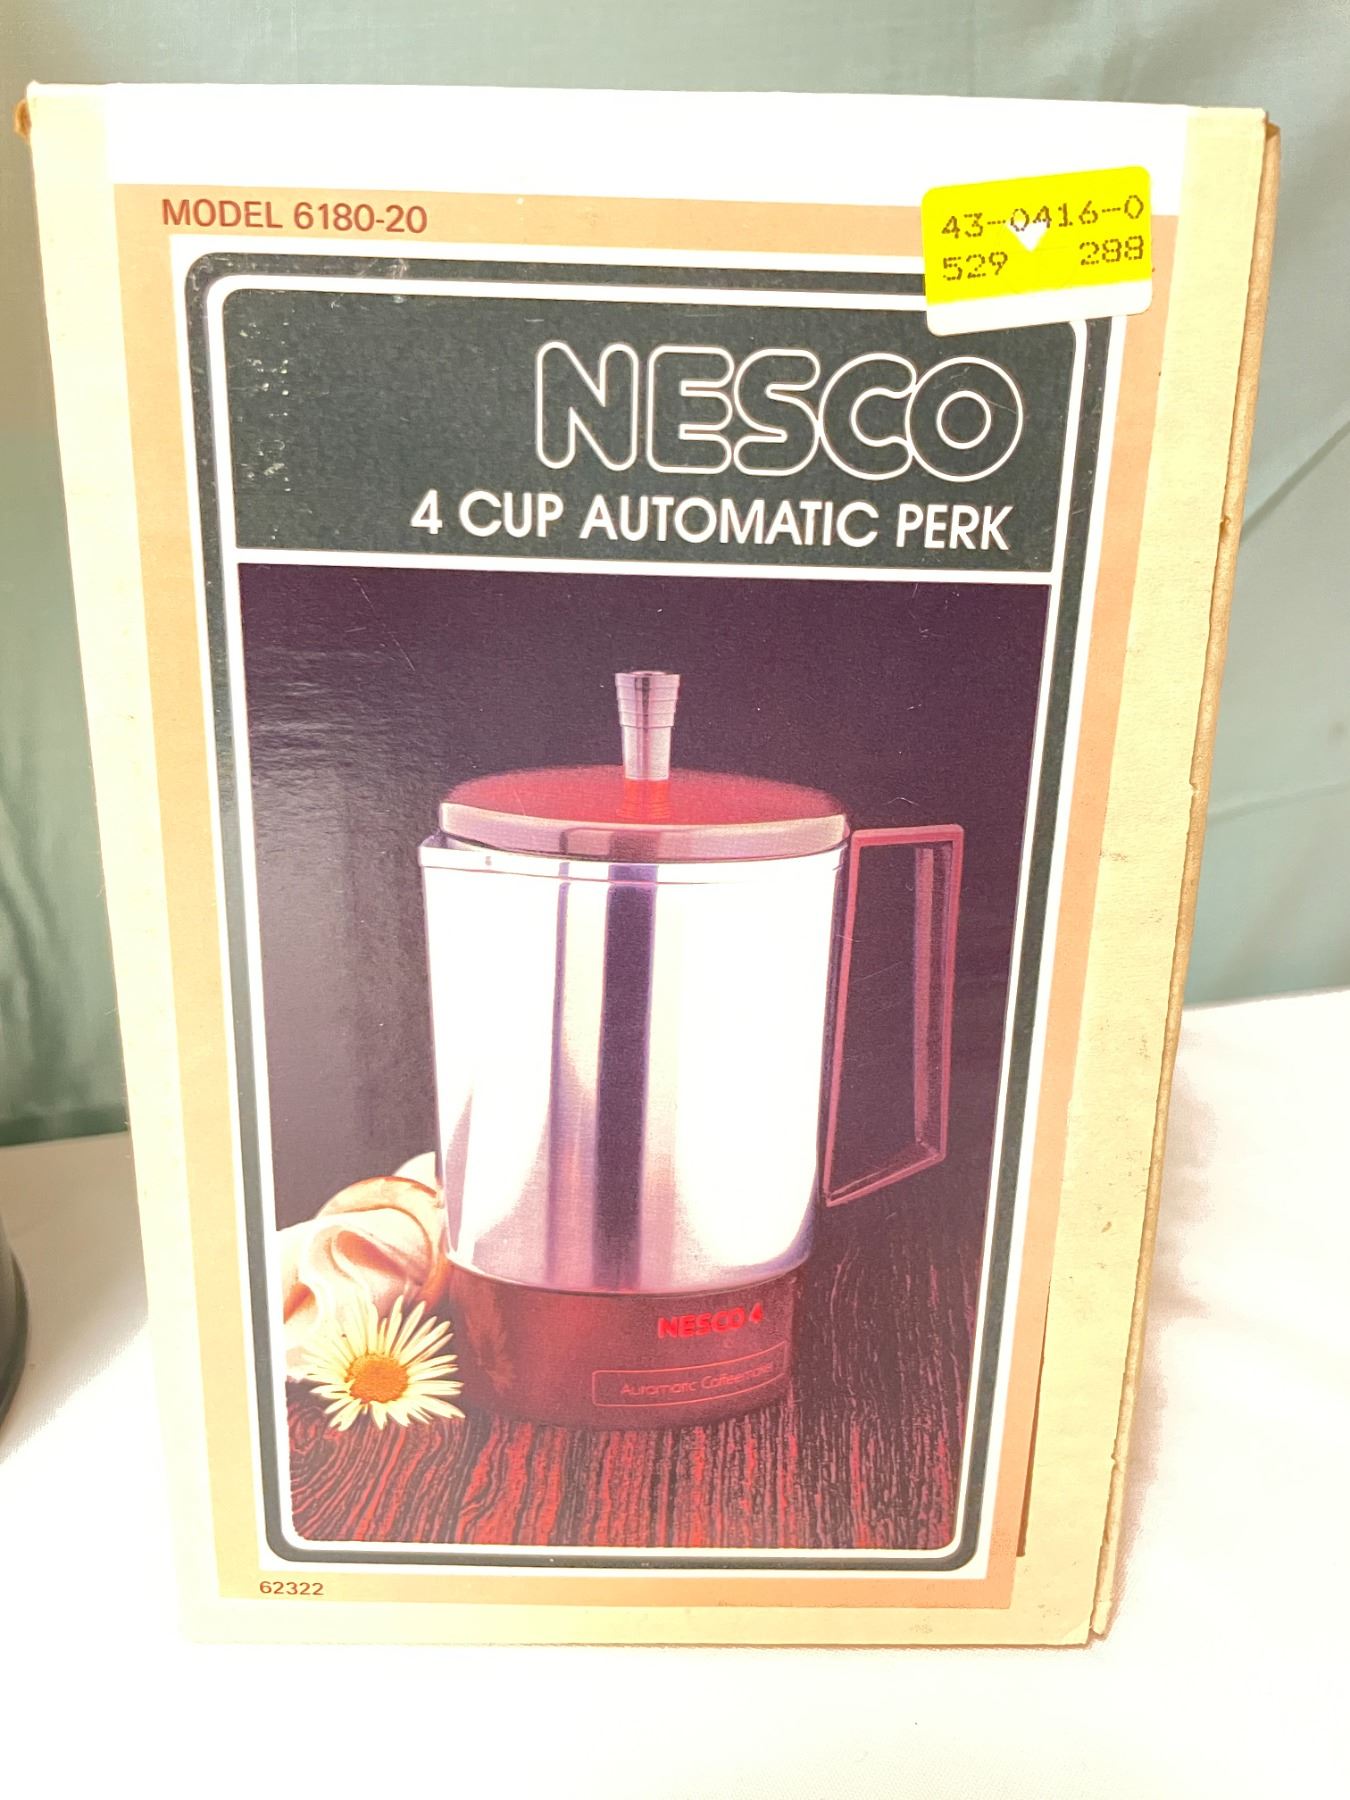 MODEL 6180-20
43-0416-0
529 288
NESCO
4 CUP AUTOMATIC PERK
NESCO 4
Automatic Coffeemaker
62322